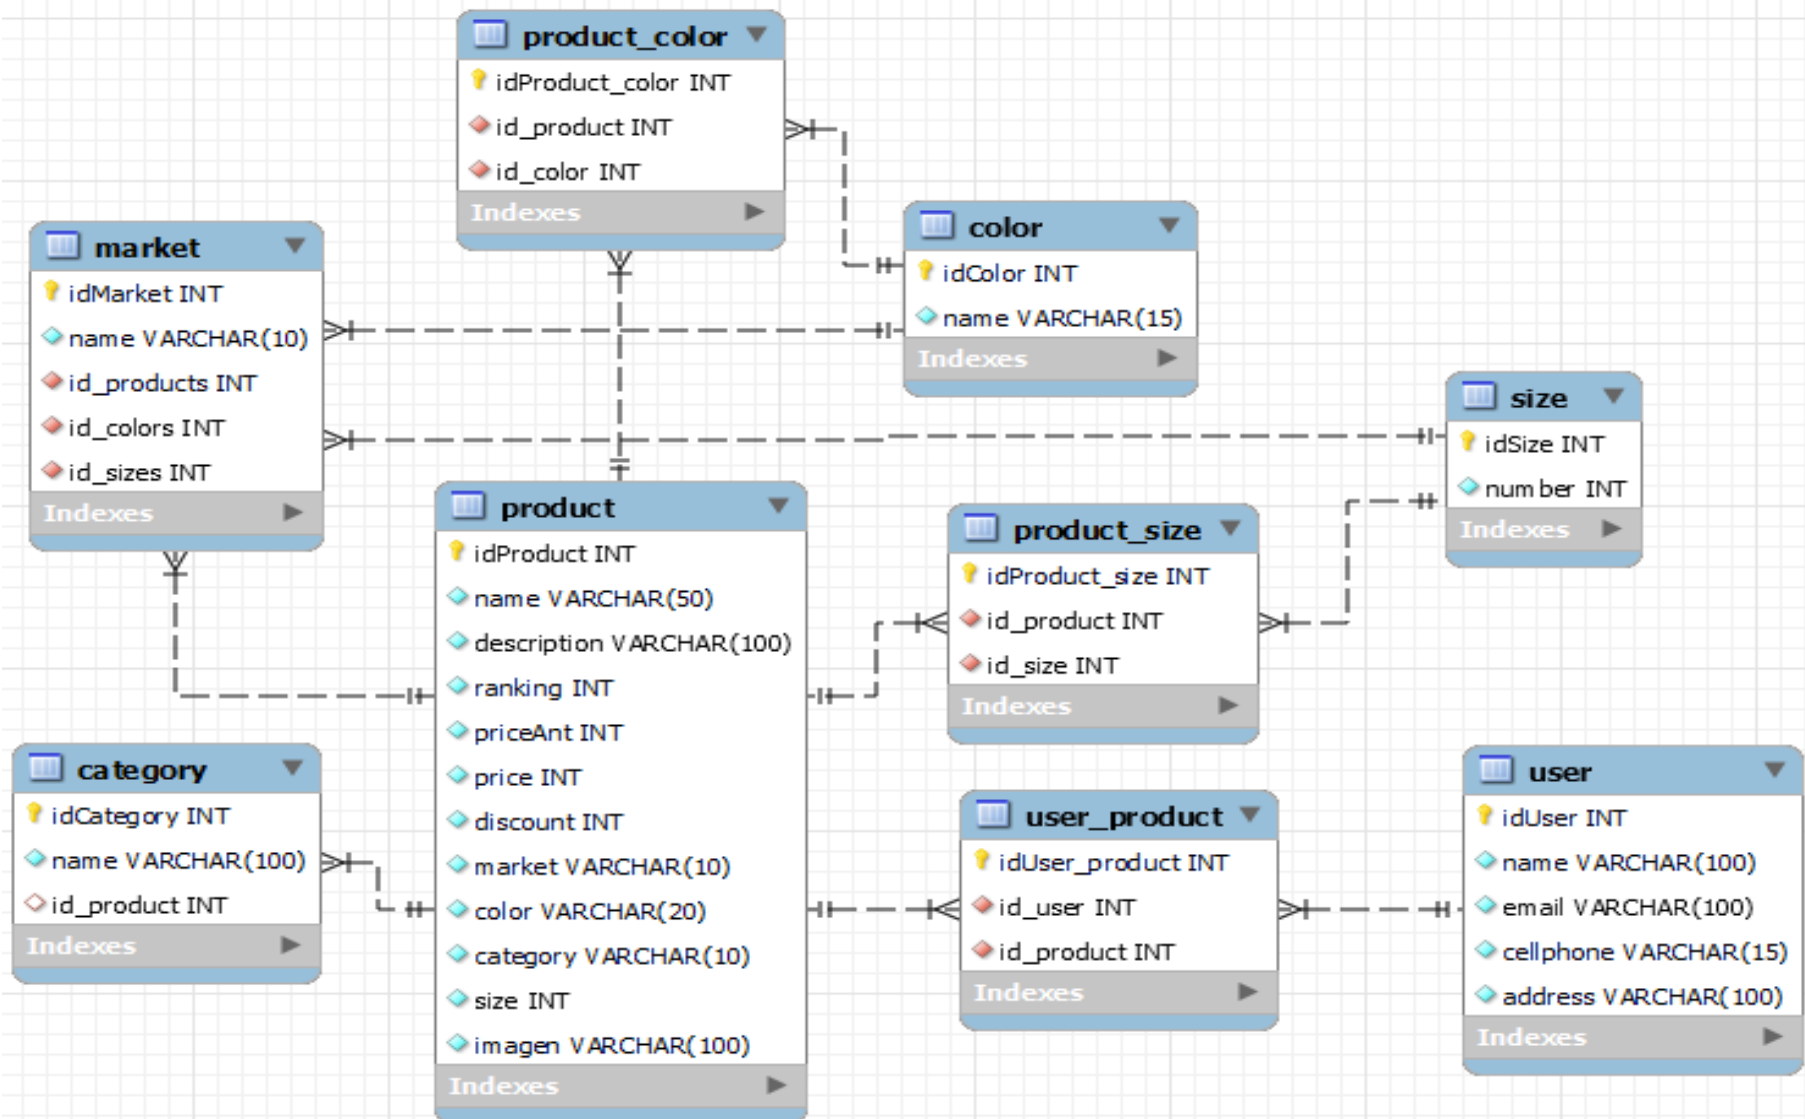 product_color
idProduct_color INT
id_product INT
id_color INT
Indexes
market
idMarket INT
name VARCHAR(10)
id_products INT
id_colors INT
id_sizes INT
Indexes
color
idColor INT
name VARCHAR(15)
Indexes
size
idSize INT
number INT
Indexes
product
idProduct INT
name VARCHAR(50)
description VARCHAR(100)
ranking INT
priceAnt INT
price INT
discount INT
market VARCHAR(10)
color VARCHAR(20)
category VARCHAR(10)
size INT
imagen VARCHAR(100)
Indexes
product_size
idProduct_size INT
id_product INT
id_size INT
Indexes
category
idCategory INT
name VARCHAR(100)
id_product INT
Indexes
user_product
idUser_product INT
id_user INT
id_product INT
Indexes
user
idUser INT
name VARCHAR(100)
email VARCHAR(100)
cellphone VARCHAR(15)
address VARCHAR(100)
Indexes